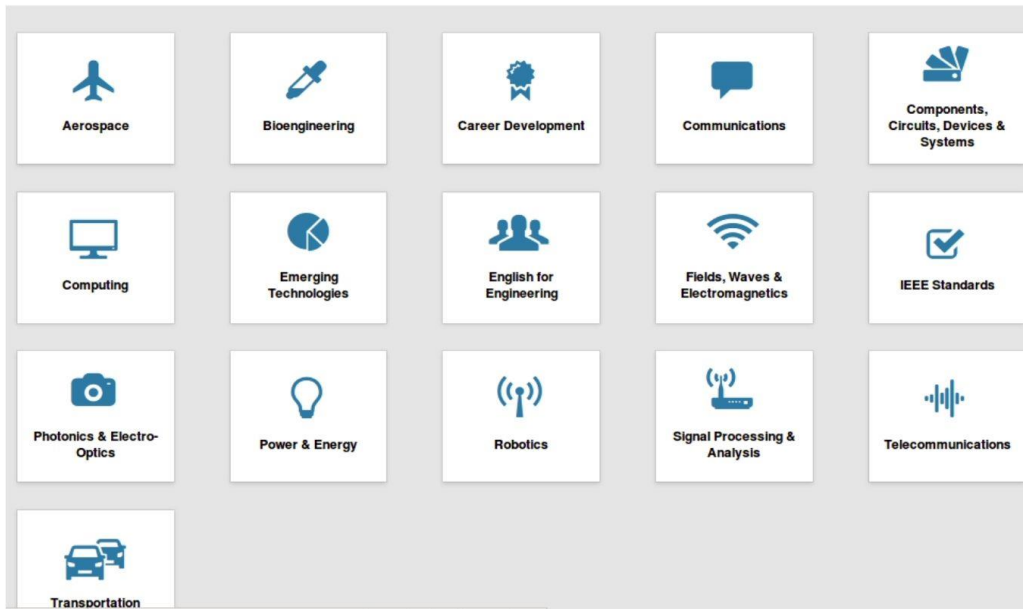 Aerospace
Bioengineering
Career Development
Communications
Components,
Circuits, Devices &
Systems
Computing
Emerging
Technologies
English for
Engineering
Fields, Waves &
Electromagnetics
IEEE Standards
Photonics & Electro-
Optics
Power & Energy
Robotics
Signal Processing &
Analysis
Telecommunications
Transportation